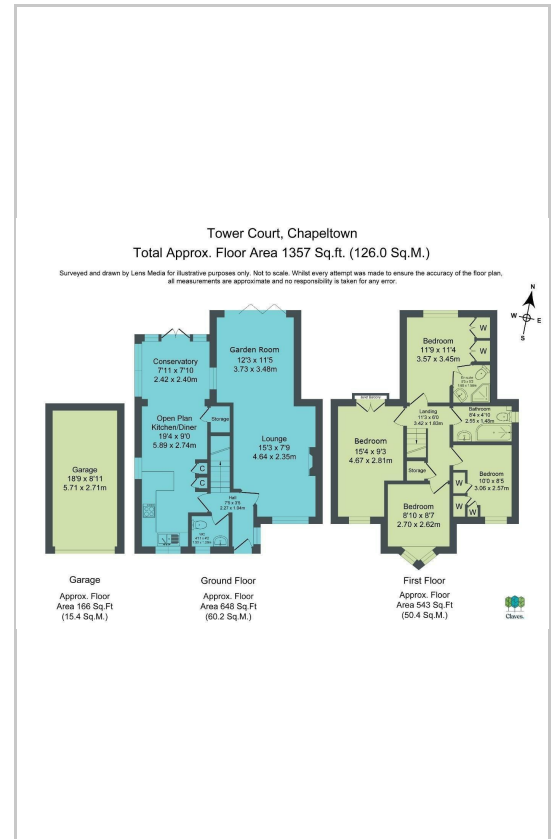 Tower Court, Chapeltown
Total Approx. Floor Area 1357 Sq.ft. (126.0 Sq.M.)
Surveyed and drawn by Lens Media for illustrative purposes only. Not to scale. Whilst every attempt was made to ensure the accuracy of the floor plan,
all measurements are approximate and no responsibility is taken for any error.
N
W
E
S
Garage
18'9 x 8'11
5.71 x 2.71m
Garage
Approx. Floor
Area 166 Sq.Ft
(15.4 Sq.M.)
Conservatory
7'11 x 7'10
2.42 x 2.40m
Garden Room
12'3 x 11'5
3.73 x 3.48m
Open Plan
Kitchen/Diner
19'4 x 9'0
5.89 x 2.74m
Storage
Lounge
15'3 x 7'9
4.64 x 2.35m
C
C
Hall
WC
Ground Floor
Approx. Floor
Area 648 Sq.Ft
(60.2 Sq.M.)
Bedroom
11'9 x 11'4
3.57 x 3.45m
W
W
En-suite
Landing
11'3 x 6'0
3.42 x 1.83m
Bathroom
8'4 x 4'10
Bedroom
15'4 x 9'3
4.67 x 2.81m
Storage
Bedroom
10'0 x 8'5
3.06 x 2.57m
W
W
W
Bedroom
8'10 x 8'7
2.70 x 2.62m
First Floor
Approx. Floor
Area 543 Sq.Ft
(50.4 Sq.M.)
Claves.